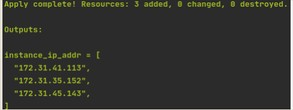 Apply complete! Resources: 3 added, 0 changed, 0 destroyed.
Outputs:
instance_ip_addr = [
"172.31.41.113",
"172.31.35.152",
"172.31.45.143",
]